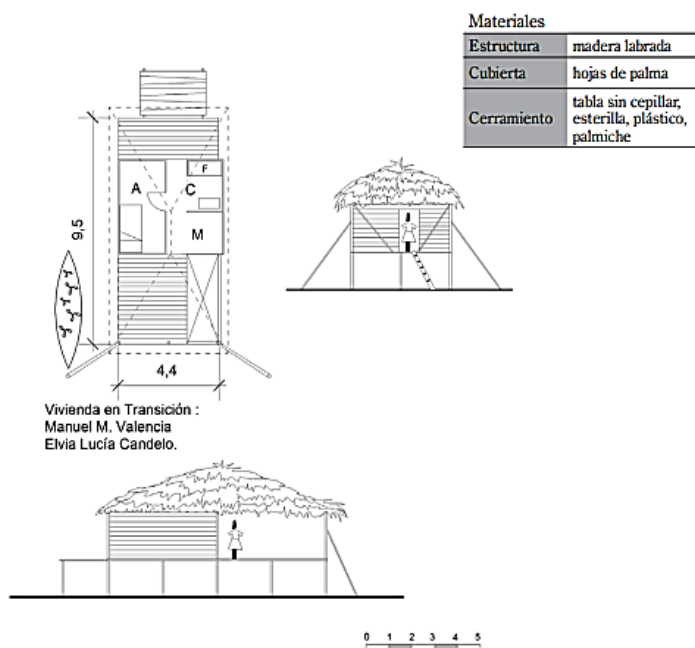 Materiales
Estructura madera labrada
Cubierta hojas de palma
Cerramiento tabla sin cepillar,
esterilla, plástico,
palmiche
F
A C
M
9,5
4,4
Vivienda en Transición :
Manuel M. Valencia
Elvia Lucía Candelo.
0 1 2 3 4 5